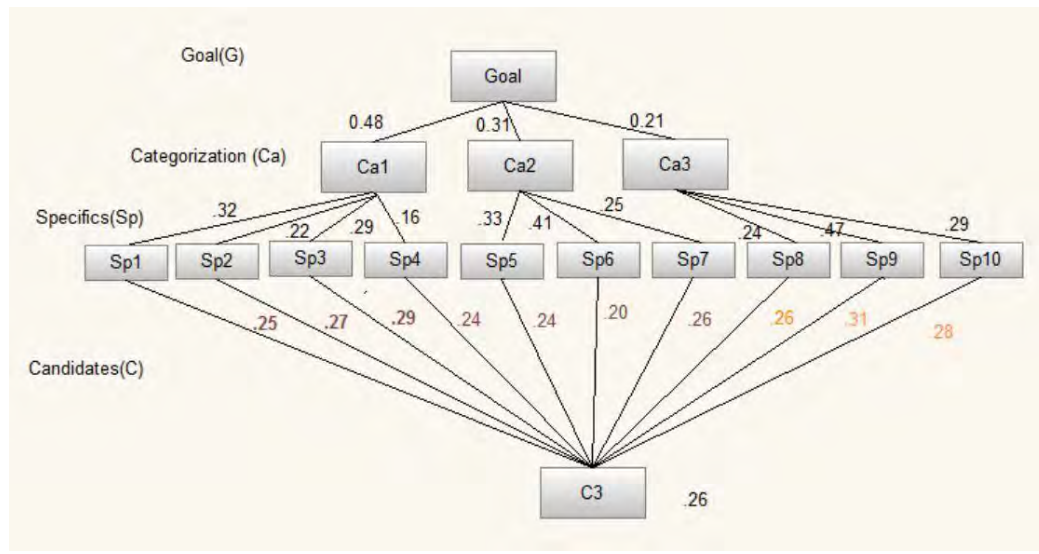 Goal(G)
Goal
0.48
0.31
0.21
Categorization (Ca)
Ca1
Ca2
Ca3
Specifics(Sp)
.32
.22
.29
.16
.33
.41
.25
.24
.47
.29
Sp1
Sp2
Sp3
Sp4
Sp5
Sp6
Sp7
Sp8
Sp9
Sp10
.25
.27
.29
.24
.24
.20
.26
.26
.31
.28
Candidates(C)
C3
.26